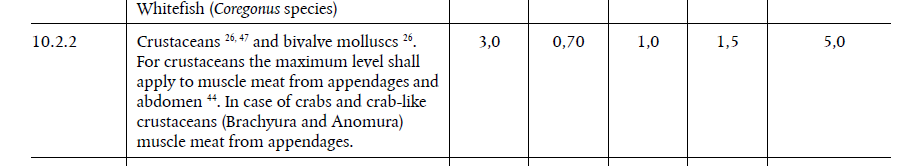 Whitefish (Coregonus species)
10.2.2 Crustaceans 26, 47 and bivalve molluscs 26. 3,0 0,70 1,0 1,5 5,0
For crustaceans the maximum level shall
apply to muscle meat from appendages and
abdomen 44. In case of crabs and crab-like
crustaceans (Brachyura and Anomura)
muscle meat from appendages.